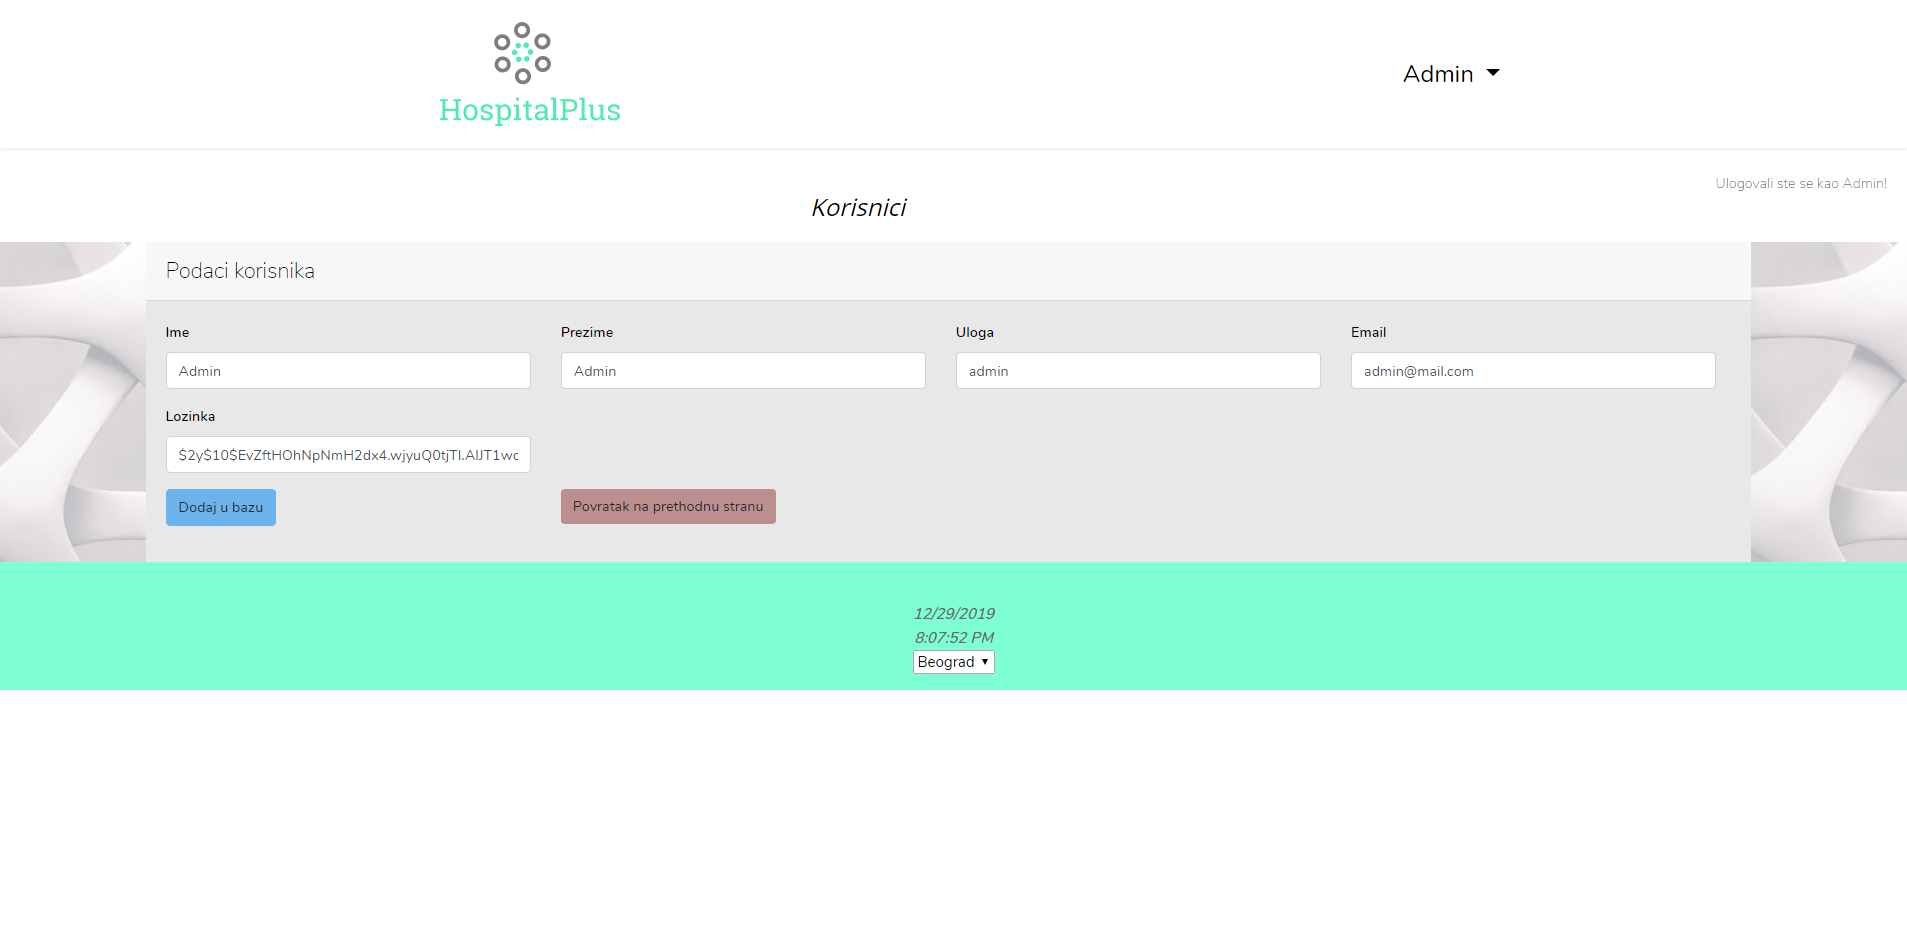 HospitalPlus
Admin
Ulogovali ste se kao Admin!
Korisnici
Podaci korisnika
Ime
Prezime
Uloga
Email
Admin
Admin
admin
admin@mail.com
Lozinka
$2y$10$EvZftHOhNpNmH2dx4.wjyuQ0tjTI.AIJT1wc
Dodaj u bazu
Povratak na prethodnu stranu
12/29/2019
8:07:52 PM
Beograd